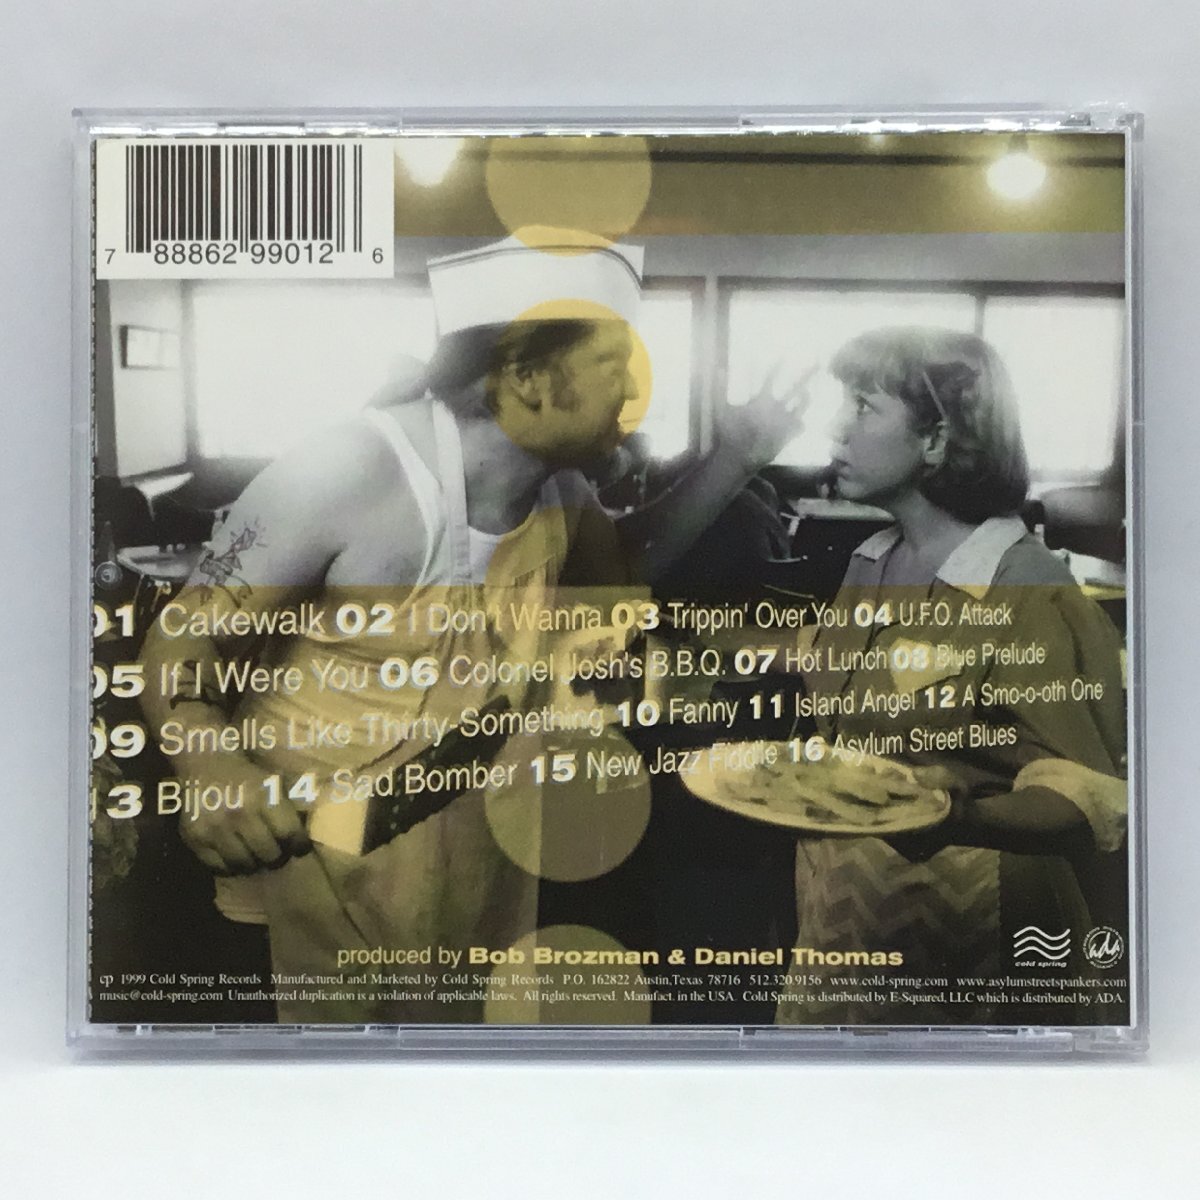 7 88862 99012 6
01 Cakewalk 02 I Don't Wanna 03 Trippin' Over You 04 U.F.O. Attack
05 If I Were You 06 Colonel Josh's B.B.Q. 07 Hot Lunch 08 Blue Prelude
09 Smells Like Thirty-Something 10 Fanny 11 Island Angel 12 A Smo-o-oth One
13 Bijou 14 Sad Bomber 15 New Jazz Fiddle 16 Asylum Street Blues
produced by Bob Brozman & Daniel Thomas
cold spring
ada
cp 1999 Cold Spring Records Manufactured and Marketed by Cold Spring Records P.O. 162822 Austin,Texas 78716 512.320.9156 www.cold-spring.com www.asylumstreetspankers.com
music@cold-spring.com Unauthorized duplication is a violation of applicable laws. All rights reserved. Manufact. in the USA. Cold Spring is distributed by E-Squared, LLC which is distributed by ADA.